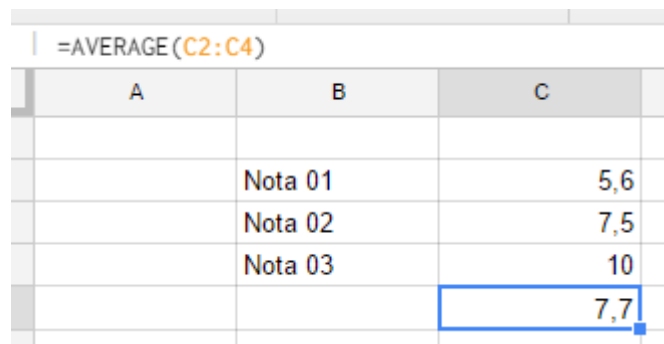 =AVERAGE(C2:C4)
A B C
Nota 01 5,6
Nota 02 7,5
Nota 03 10
7,7